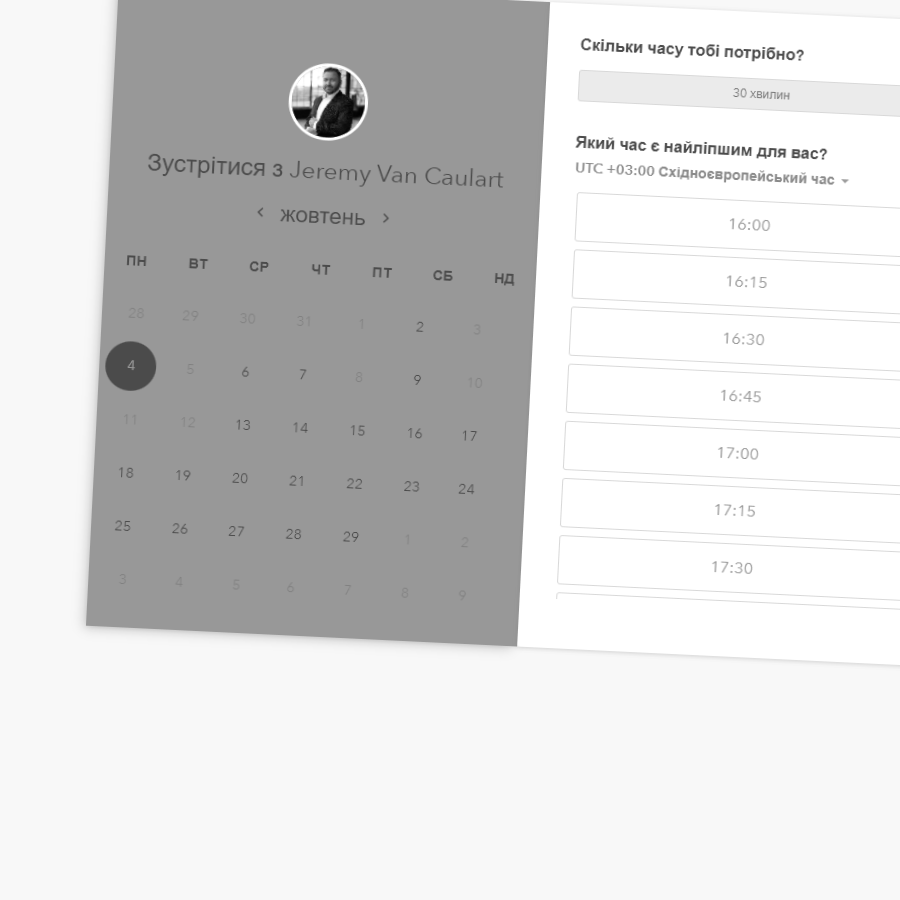 Зустрітися з Jeremy Van Caulart
‹ жовтень ›
ПН ВТ СР ЧТ ПТ СБ НД
28 29 30 31 1 2 3
4 5 6 7 8 9 10
11 12 13 14 15 16 17
18 19 20 21 22 23 24
25 26 27 28 29 1 2
3 4 5 6 7 8 9
Скільки часу тобі потрібно?
30 хвилин
Який час є найліпшим для вас?
UTC +03:00 Східноєвропейський час
16:00
16:15
16:30
16:45
17:00
17:15
17:30